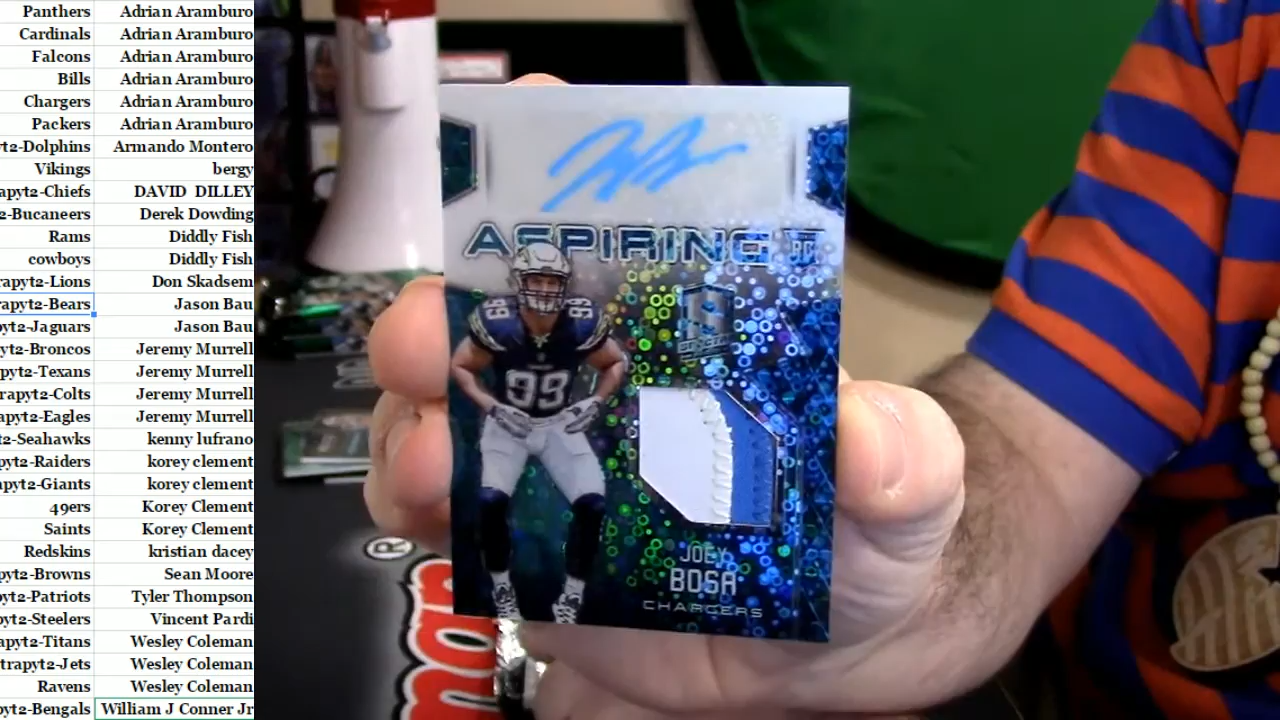 Panthers Adrian Aramburo
Cardinals Adrian Aramburo
Falcons Adrian Aramburo
Bills Adrian Aramburo
Chargers Adrian Aramburo
Packers Adrian Aramburo
yt2-Dolphins Armando Montero
Vikings bergy
apyt2-Chiefs DAVID DILLEY
2-Bucaneers Derek Dowding
Rams Diddly Fish
cowboys Diddly Fish
rapyt2-Lions Don Skadsem
rapyt2-Bears Jason Bau
pyt2-Jaguars Jason Bau
yt2-Broncos Jeremy Murrell
pyt2-Texans Jeremy Murrell
rapyt2-Colts Jeremy Murrell
apyt2-Eagles Jeremy Murrell
t2-Seahawks kenny lufrano
pyt2-Raiders korey clement
apyt2-Giants korey clement
49ers Korey Clement
Saints Korey Clement
Redskins kristian dacey
pyt2-Browns Sean Moore
pyt2-Patriots Tyler Thompson
pyt2-Steelers Vincent Pardi
apyt2-Titans Wesley Coleman
trapyt2-Jets Wesley Coleman
Ravens Wesley Coleman
pyt2-Bengals William J Conner Jr
ASPIRING
RC
99
99
99
JOEY
BOSA
CHARGERS
®